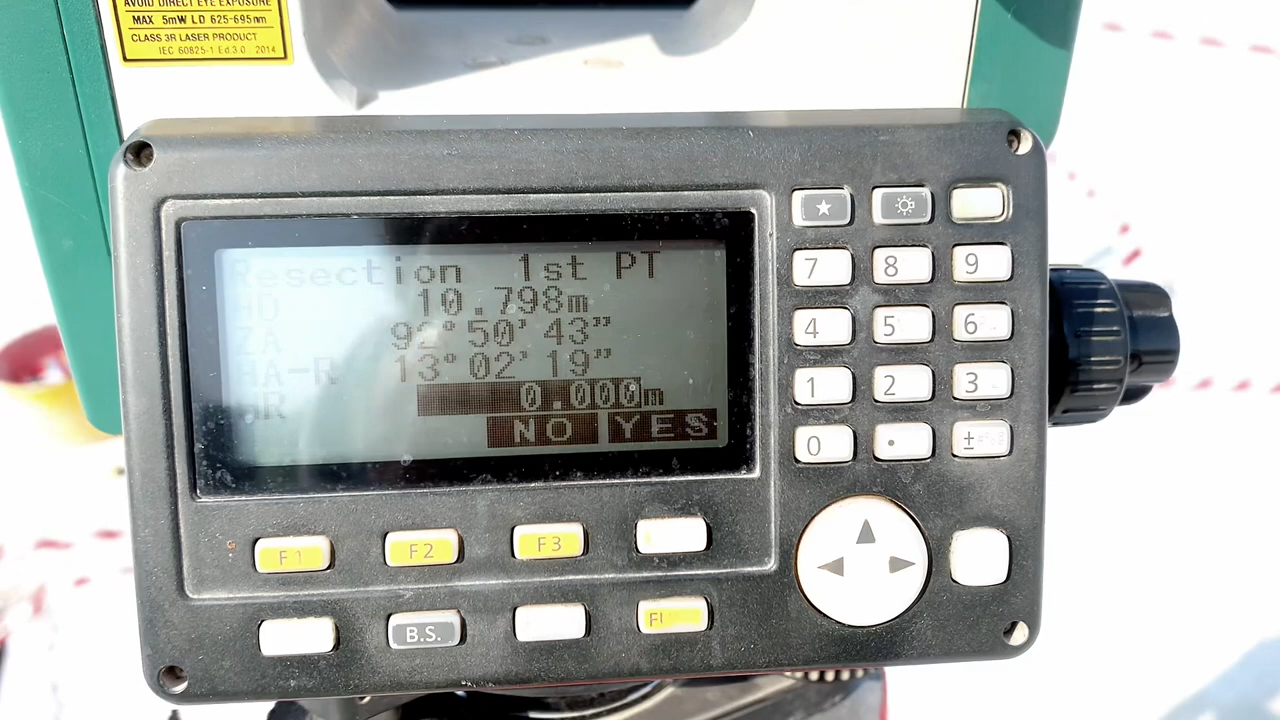 AVOID DIRECT EYE EXPOSURE
MAX 5mW LD 625-695nm
CLASS 3R LASER PRODUCT
IEC 60825-1 Ed.3.0 2014
Resection 1st PT
HD 10.798m
ZA 92°50'43"
HA-R 13°02'19"
HR 0.000m
NO YES
★
7 8 9
4 5 6
1 2 3
0 . ±
F1 F2 F3
B.S.